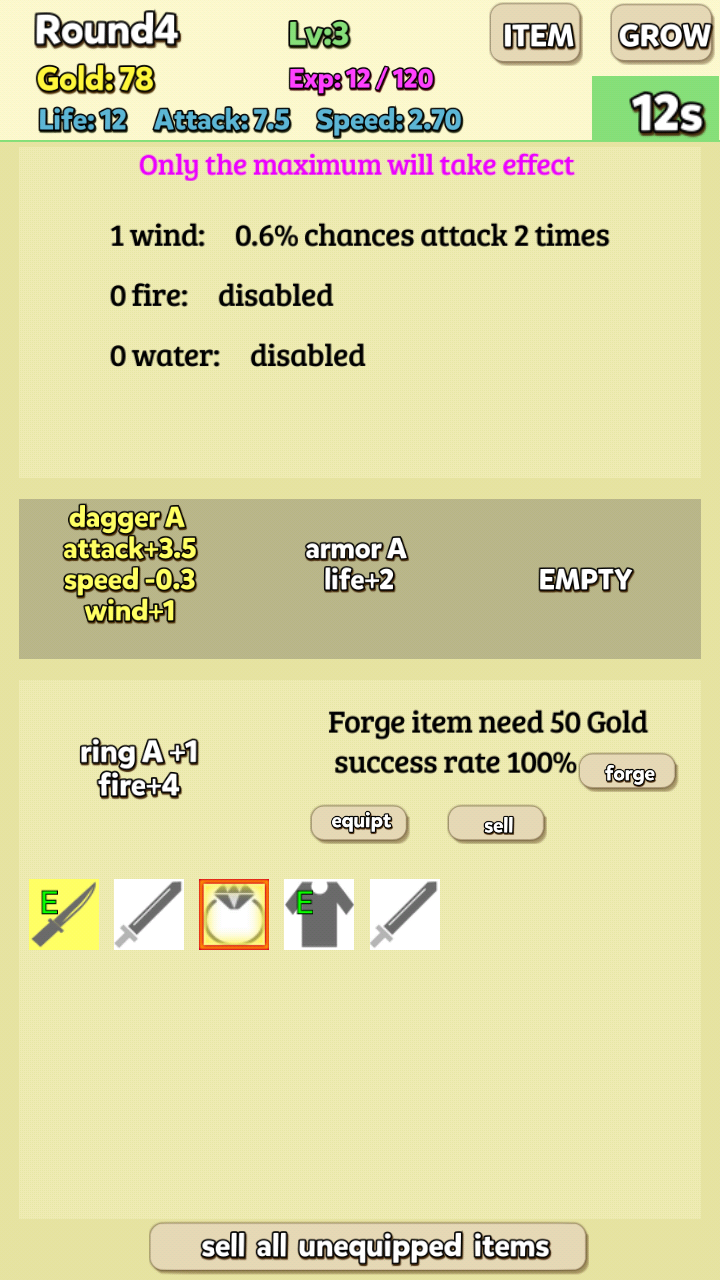 Round4
Lv:3
ITEM
GROW
Gold: 78
Exp: 12 / 120
Life: 12 Attack: 7.5 Speed: 2.70
12s
Only the maximum will take effect
1 wind: 0.6% chances attack 2 times
0 fire: disabled
0 water: disabled
dagger A
attack+3.5
speed -0.3
wind+1
armor A
life+2
EMPTY
ring A +1
fire+4
Forge item need 50 Gold
success rate 100%
forge
equipt
sell
E
E
sell all unequipped items